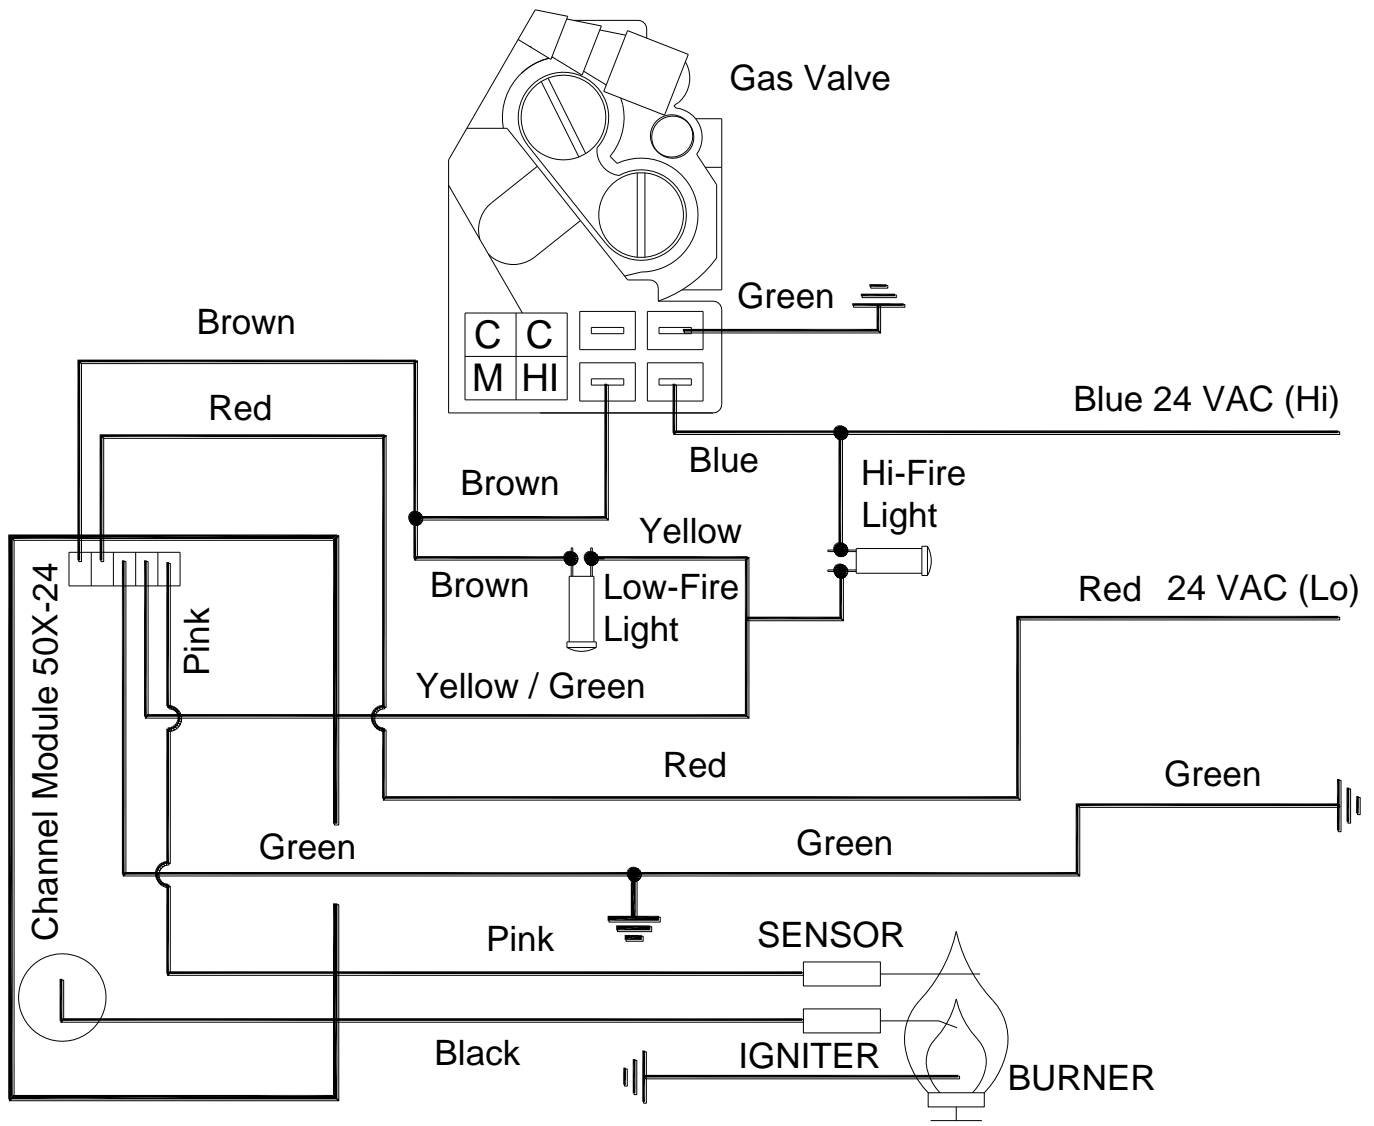 Gas Valve
Green
Brown
C C
M HI
Red
Blue 24 VAC (Hi)
Blue
Hi-Fire
Light
Brown
Yellow
Brown
Low-Fire
Light
Red 24 VAC (Lo)
Channel Module 50X-24
Pink
Yellow / Green
Red
Green
Green
Green
Pink
SENSOR
Black
IGNITER
BURNER